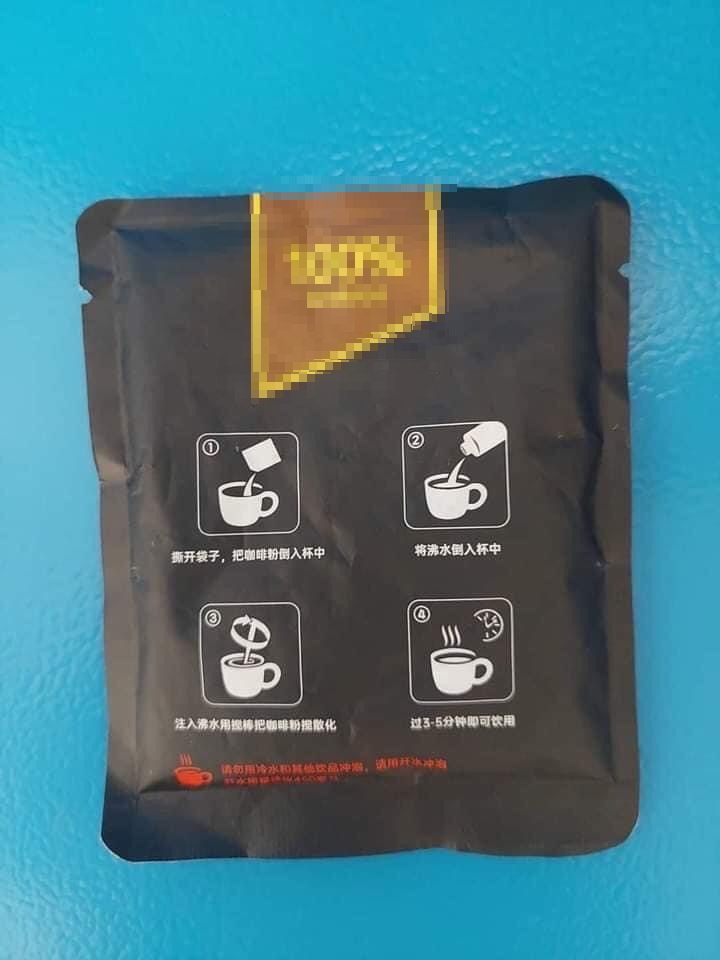 100%
①
②
撕开袋子，把咖啡粉倒入杯中
将沸水倒入杯中
③
④
注入沸水用搅棒把咖啡粉搅散化
过3-5分钟即可饮用
请勿用冷水和其他饮品冲泡，请用开水冲泡